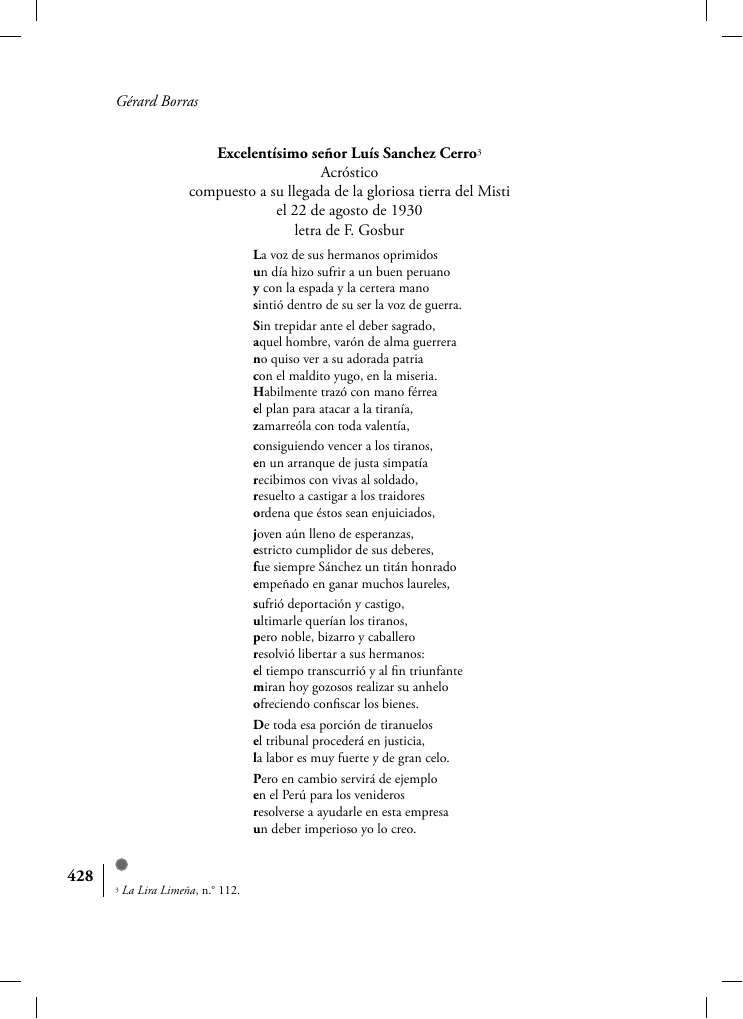 Gérard Borras
Excelentísimo señor Luís Sanchez Cerro³
Acróstico
compuesto a su llegada de la gloriosa tierra del Misti
el 22 de agosto de 1930
letra de F. Gosbur
La voz de sus hermanos oprimidos
un día hizo sufrir a un buen peruano
y con la espada y la certera mano
sintió dentro de su ser la voz de guerra.
Sin trepidar ante el deber sagrado,
aquel hombre, varón de alma guerrera
no quiso ver a su adorada patria
con el maldito yugo, en la miseria.
Habilmente trazó con mano férrea
el plan para atacar a la tiranía,
zamarreóla con toda valentía,
consiguiendo vencer a los tiranos,
en un arranque de justa simpatía
recibimos con vivas al soldado,
resuelto a castigar a los traidores
ordena que éstos sean enjuiciados,
joven aún lleno de esperanzas,
estricto cumplidor de sus deberes,
fue siempre Sánchez un titán honrado
empeñado en ganar muchos laureles,
sufrió deportación y castigo,
ultimarle querían los tiranos,
pero noble, bizarro y caballero
resolvió libertar a sus hermanos:
el tiempo transcurrió y al fin triunfante
miran hoy gozosos realizar su anhelo
ofreciendo confiscar los bienes.
De toda esa porción de tiranuelos
el tribunal procederá en justicia,
la labor es muy fuerte y de gran celo.
Pero en cambio servirá de ejemplo
en el Perú para los venideros
resolverse a ayudarle en esta empresa
un deber imperioso yo lo creo.
428
³ La Lira Limeña, n.° 112.